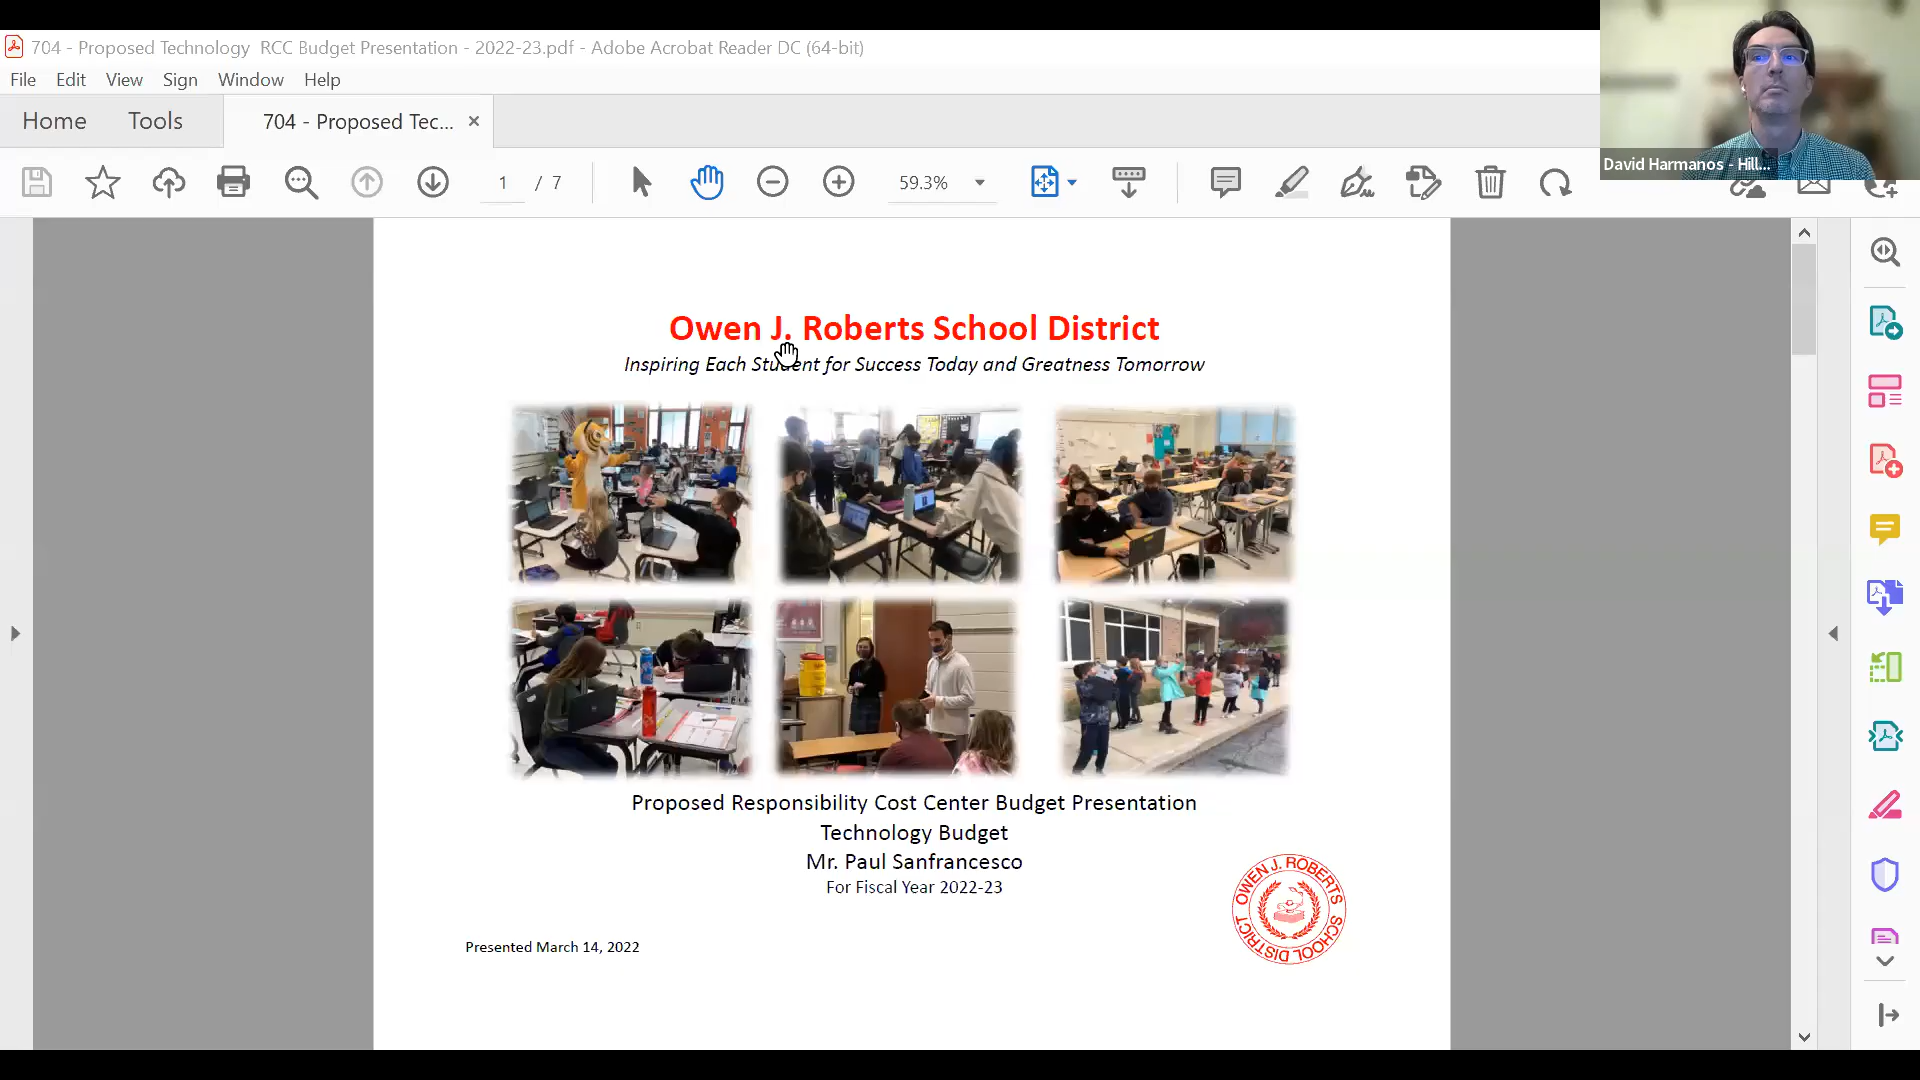 704 - Proposed Technology  RCC Budget Presentation - 2022-23.pdf - Adobe Acrobat Reader DC (64-bit)
File Edit View Sign Window Help
Home Tools 704 - Proposed Tec... ×
1 / 7 59.3%
David Harmanos - Hill...
Owen J. Roberts School District
Inspiring Each Student for Success Today and Greatness Tomorrow
Proposed Responsibility Cost Center Budget Presentation
Technology Budget
Mr. Paul Sanfrancesco
For Fiscal Year 2022-23
OWEN J. ROBERTS SCHOOL DISTRICT
Presented March 14, 2022